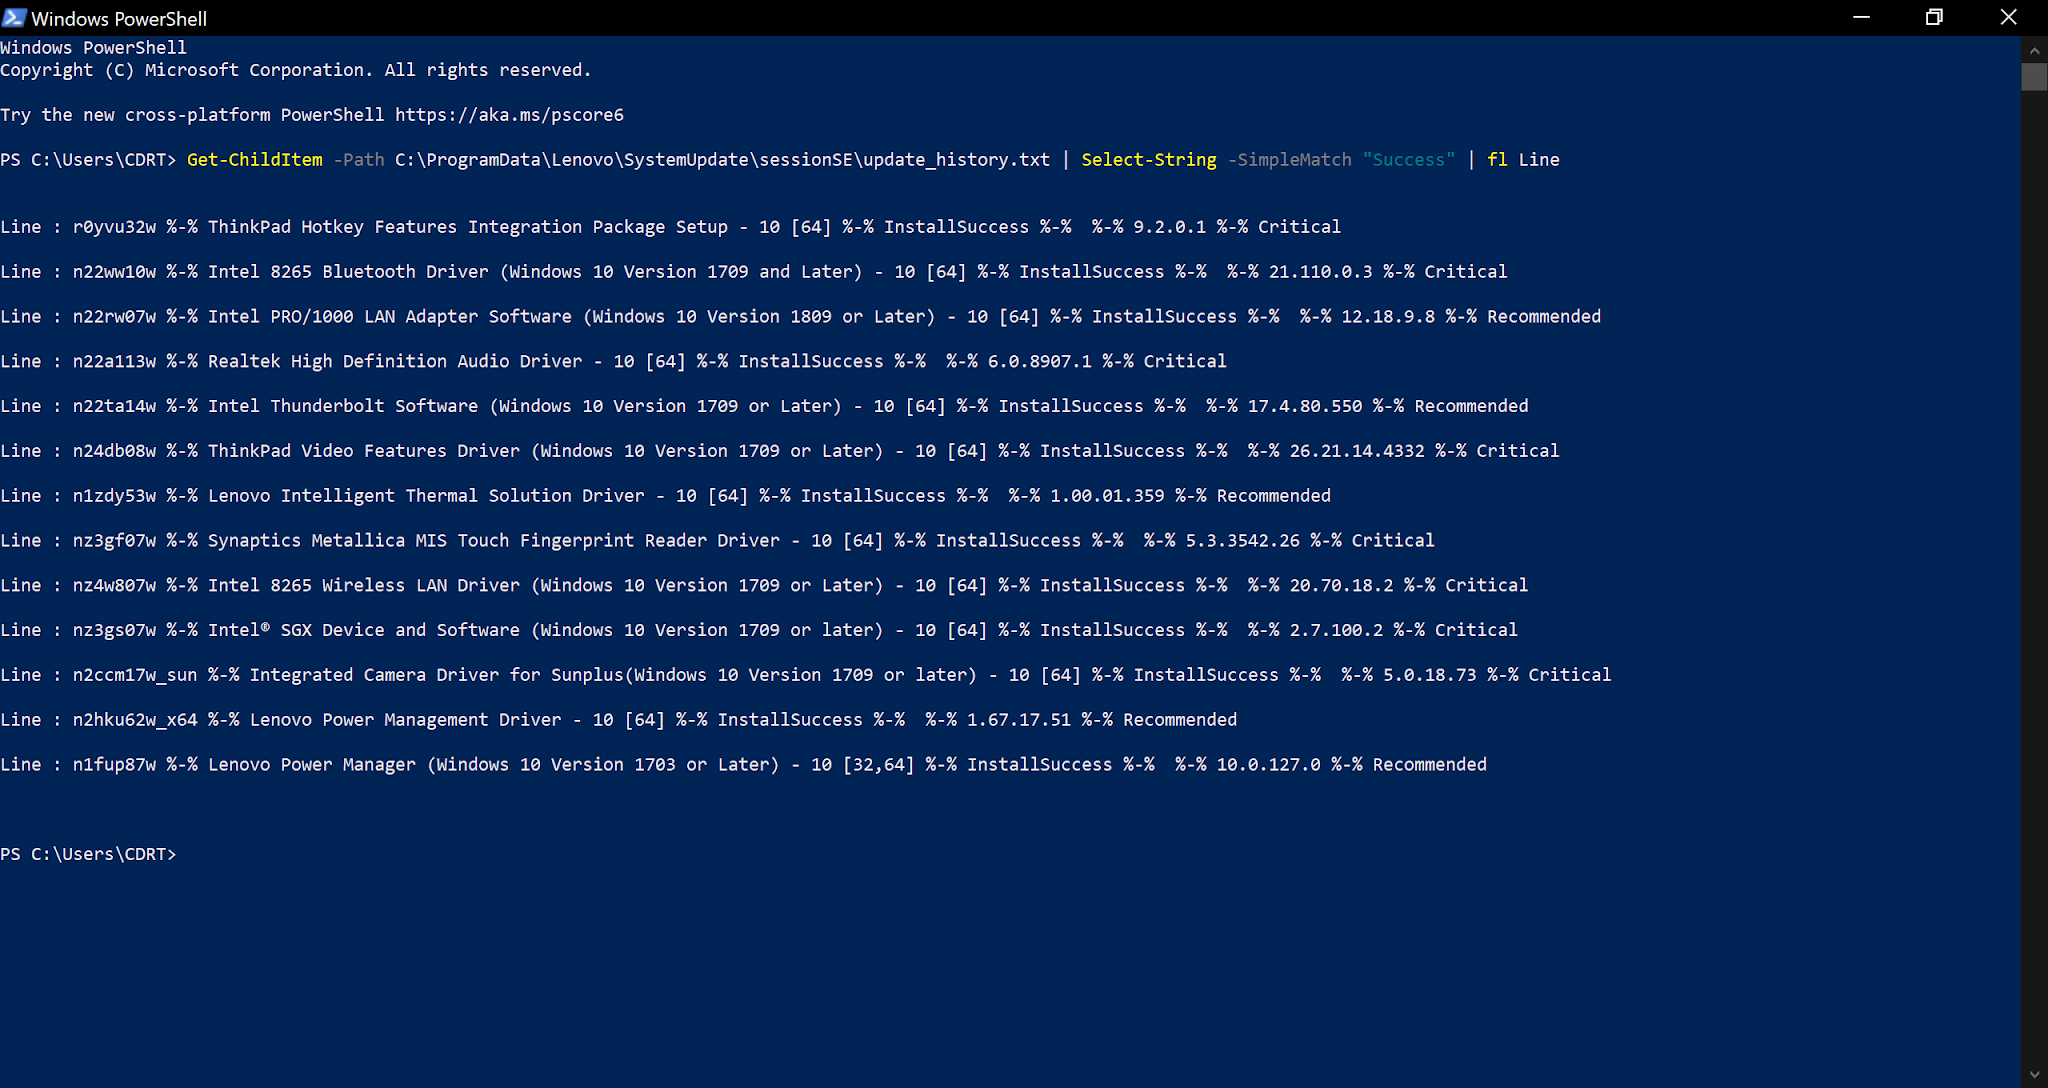 Windows PowerShell
Windows PowerShell
Copyright (C) Microsoft Corporation. All rights reserved.
Try the new cross-platform PowerShell https://aka.ms/pscore6
PS C:\Users\CDRT> Get-ChildItem -Path C:\ProgramData\Lenovo\SystemUpdate\sessionSE\update_history.txt | Select-String -SimpleMatch "Success" | fl Line
Line : r0yvu32w %-% ThinkPad Hotkey Features Integration Package Setup - 10 [64] %-% InstallSuccess %-%  %-% 9.2.0.1 %-% Critical
Line : n22ww10w %-% Intel 8265 Bluetooth Driver (Windows 10 Version 1709 and Later) - 10 [64] %-% InstallSuccess %-%  %-% 21.110.0.3 %-% Critical
Line : n22rw07w %-% Intel PRO/1000 LAN Adapter Software (Windows 10 Version 1809 or Later) - 10 [64] %-% InstallSuccess %-%  %-% 12.18.9.8 %-% Recommended
Line : n22a113w %-% Realtek High Definition Audio Driver - 10 [64] %-% InstallSuccess %-%  %-% 6.0.8907.1 %-% Critical
Line : n22ta14w %-% Intel Thunderbolt Software (Windows 10 Version 1709 or Later) - 10 [64] %-% InstallSuccess %-%  %-% 17.4.80.550 %-% Recommended
Line : n24db08w %-% ThinkPad Video Features Driver (Windows 10 Version 1709 or Later) - 10 [64] %-% InstallSuccess %-%  %-% 26.21.14.4332 %-% Critical
Line : n1zdy53w %-% Lenovo Intelligent Thermal Solution Driver - 10 [64] %-% InstallSuccess %-%  %-% 1.00.01.359 %-% Recommended
Line : nz3gf07w %-% Synaptics Metallica MIS Touch Fingerprint Reader Driver - 10 [64] %-% InstallSuccess %-%  %-% 5.3.3542.26 %-% Critical
Line : nz4w807w %-% Intel 8265 Wireless LAN Driver (Windows 10 Version 1709 or Later) - 10 [64] %-% InstallSuccess %-%  %-% 20.70.18.2 %-% Critical
Line : nz3gs07w %-% Intel® SGX Device and Software (Windows 10 Version 1709 or later) - 10 [64] %-% InstallSuccess %-%  %-% 2.7.100.2 %-% Critical
Line : n2ccm17w_sun %-% Integrated Camera Driver for Sunplus(Windows 10 Version 1709 or later) - 10 [64] %-% InstallSuccess %-%  %-% 5.0.18.73 %-% Critical
Line : n2hku62w_x64 %-% Lenovo Power Management Driver - 10 [64] %-% InstallSuccess %-%  %-% 1.67.17.51 %-% Recommended
Line : n1fup87w %-% Lenovo Power Manager (Windows 10 Version 1703 or Later) - 10 [32,64] %-% InstallSuccess %-%  %-% 10.0.127.0 %-% Recommended
PS C:\Users\CDRT>